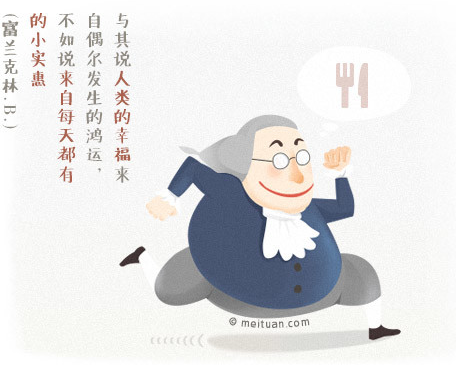 与其说人类的幸福来
自偶尔发生的鸿运，
不如说来自每天都有
的小实惠
(富兰克林.B.)
© meituan.com